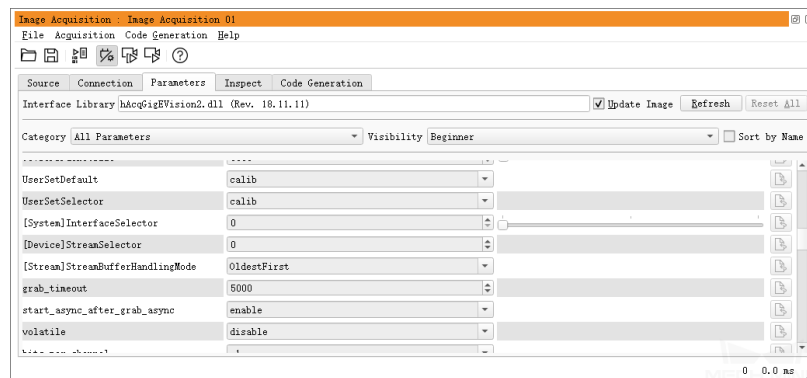 Image Acquisition : Image Acquisition 01
File Acquisition Code Generation Help
Source Connection Parameters Inspect Code Generation
Interface Library hAcqGigEVision2.dll (Rev. 18.11.11) Update Image Refresh Reset All
Category All Parameters Visibility Beginner Sort by Name
UserSetDefault calib
UserSetSelector calib
[System]InterfaceSelector 0
[Device]StreamSelector 0
[Stream]StreamBufferHandlingMode OldestFirst
grab_timeout 5000
start_async_after_grab_async enable
volatile disable
0 0.0 ms